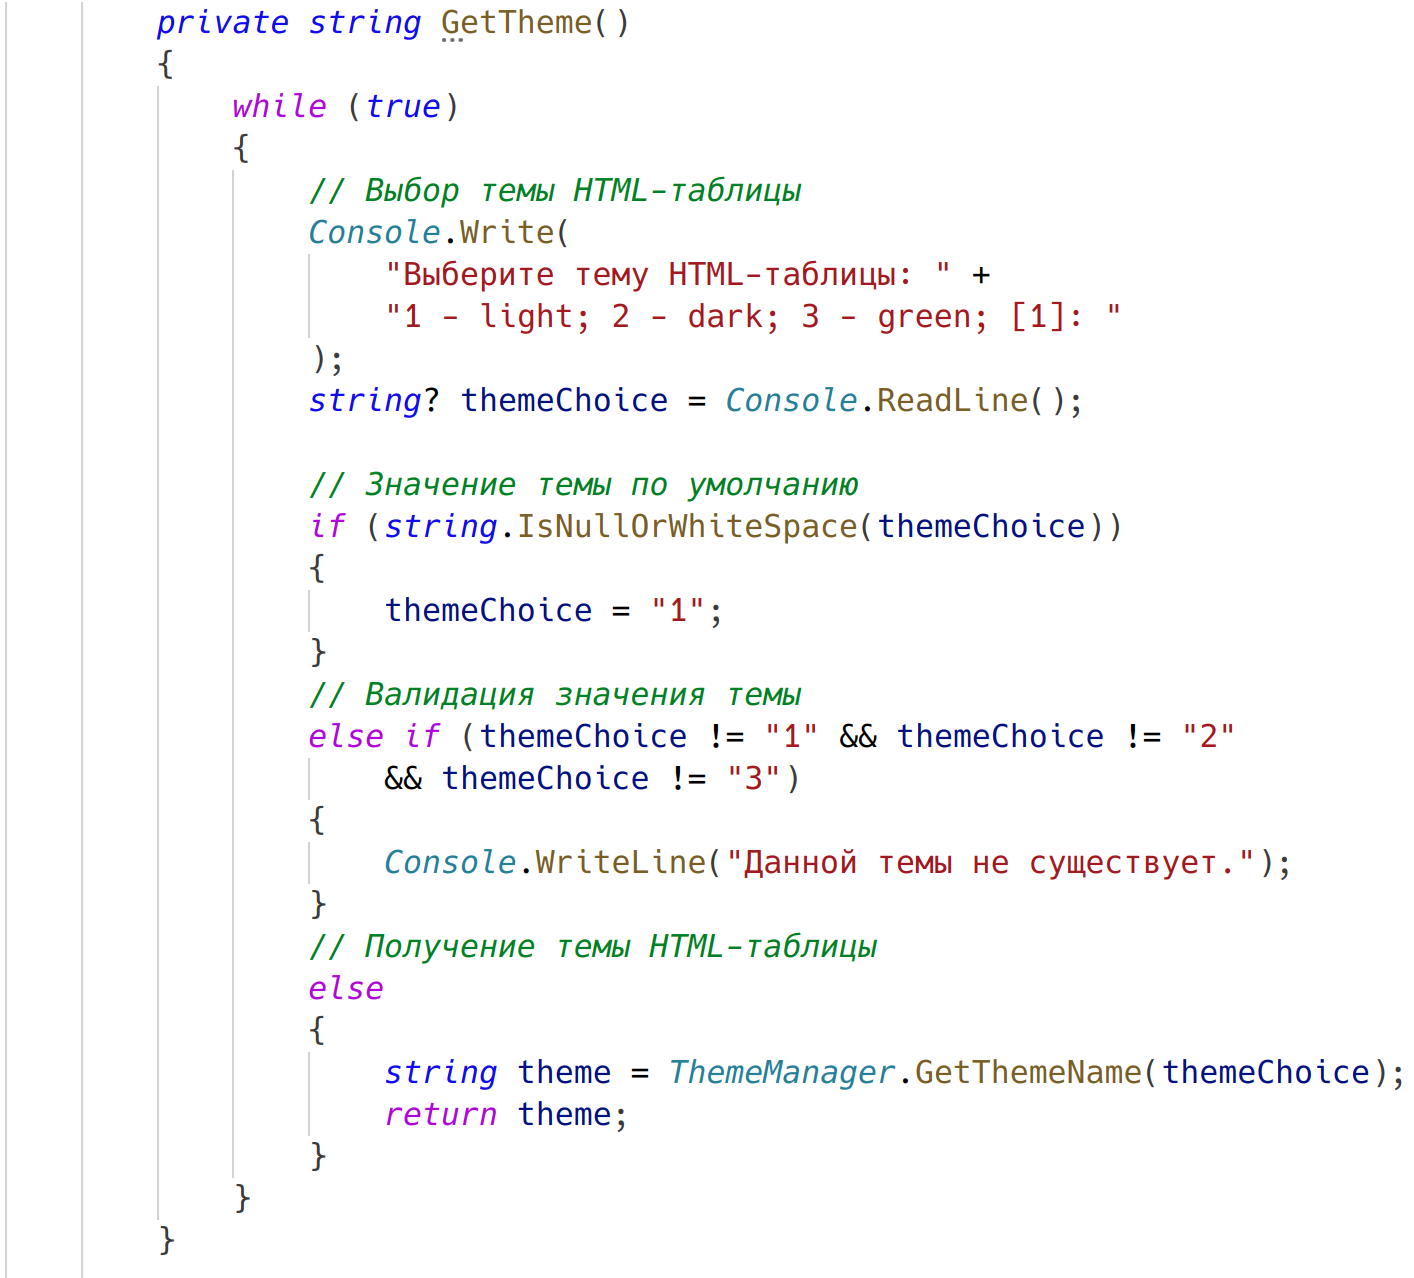 private string GetTheme()
{
while (true)
{
// Выбор темы HTML-таблицы
Console.Write(
"Выберите тему HTML-таблицы: " +
"1 - light; 2 - dark; 3 - green; [1]: "
);
string? themeChoice = Console.ReadLine();
// Значение темы по умолчанию
if (string.IsNullOrWhiteSpace(themeChoice))
{
themeChoice = "1";
}
// Валидация значения темы
else if (themeChoice != "1" && themeChoice != "2"
&& themeChoice != "3")
{
Console.WriteLine("Данной темы не существует.");
}
// Получение темы HTML-таблицы
else
{
string theme = ThemeManager.GetThemeName(themeChoice);
return theme;
}
}
}